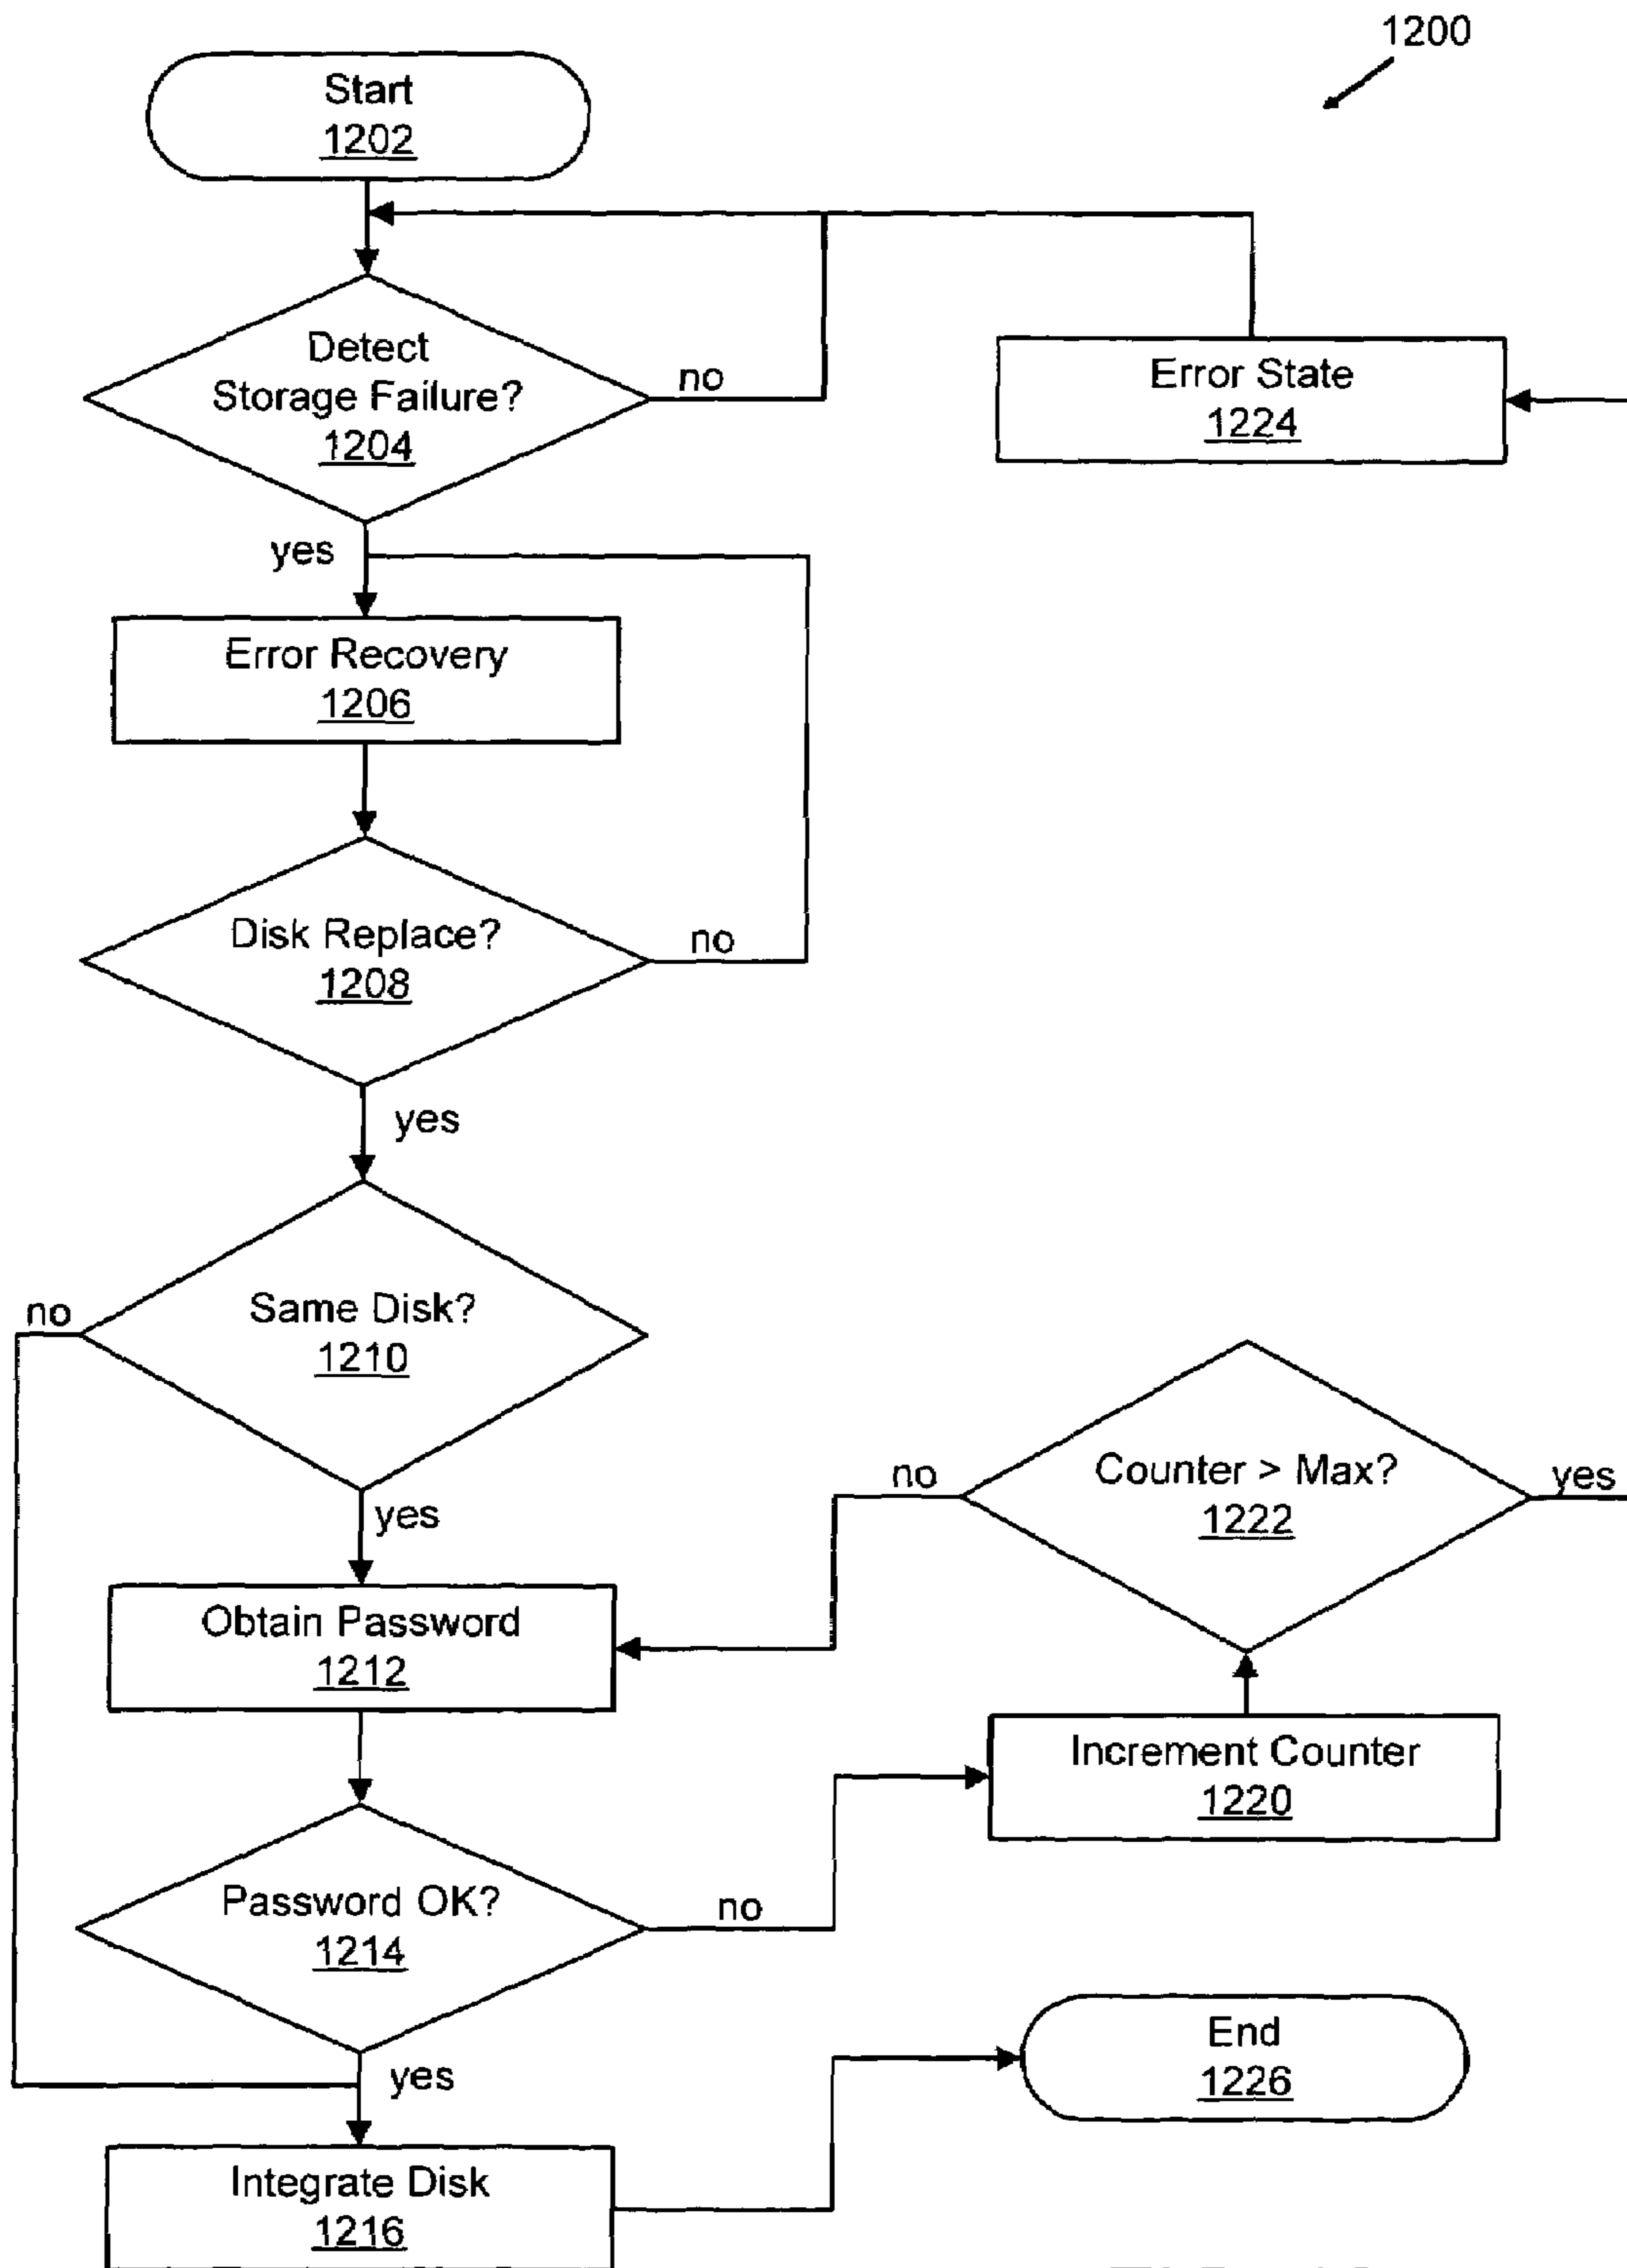 1200
Start
1202
Detect
Storage Failure?
1204
no
Error State
1224
yes
Error Recovery
1206
Disk Replace?
1208
no
yes
Same Disk?
1210
no
yes
Counter > Max?
1222
no
yes
Obtain Password
1212
Increment Counter
1220
Password OK?
1214
no
yes
End
1226
Integrate Disk
1216